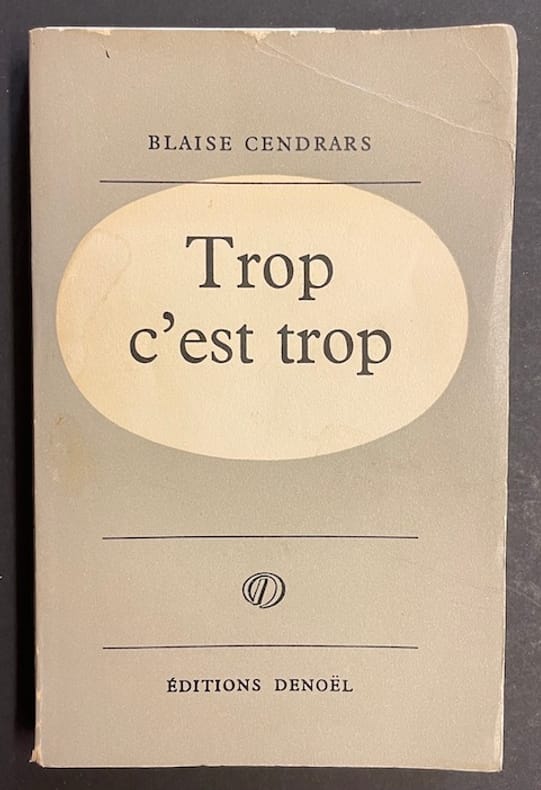 BLAISE CENDRARS
Trop
c’est trop
ÉDITIONS DENOËL